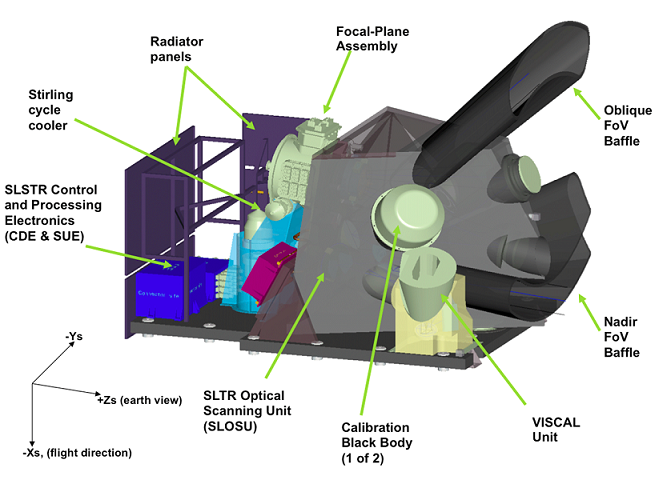 Focal-Plane
Assembly
Radiator
panels
Stirling
cycle
cooler
Oblique
FoV
Baffle
SLSTR Control
and Processing
Electronics
(CDE & SUE)
Nadir
FoV
Baffle
-Ys
+Zs (earth view)
-Xs, (flight direction)
SLTR Optical
Scanning Unit
(SLOSU)
Calibration
Black Body
(1 of 2)
VISCAL
Unit